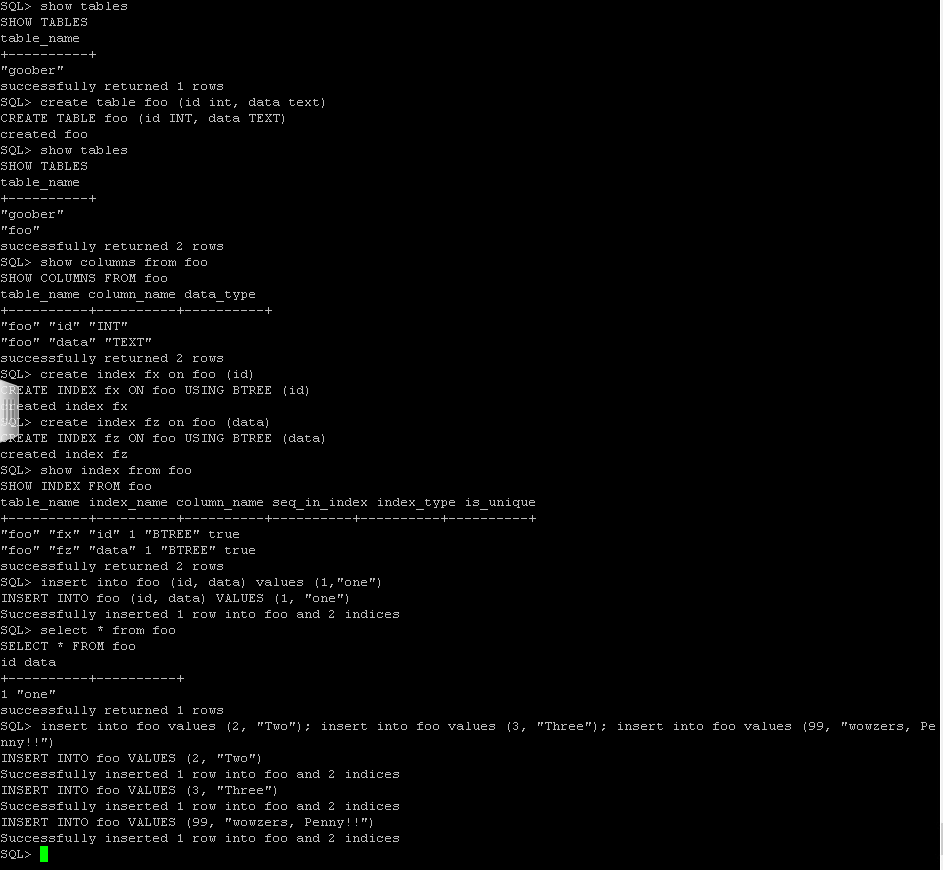 SQL> show tables
SHOW TABLES
table_name
+----------+
"goober"
successfully returned 1 rows
SQL> create table foo (id int, data text)
CREATE TABLE foo (id INT, data TEXT)
created foo
SQL> show tables
SHOW TABLES
table_name
+----------+
"goober"
"foo"
successfully returned 2 rows
SQL> show columns from foo
SHOW COLUMNS FROM foo
table_name column_name data_type
+----------+----------+----------+
"foo" "id" "INT"
"foo" "data" "TEXT"
successfully returned 2 rows
SQL> create index fx on foo (id)
CREATE INDEX fx ON foo USING BTREE (id)
created index fx
SQL> create index fz on foo (data)
CREATE INDEX fz ON foo USING BTREE (data)
created index fz
SQL> show index from foo
SHOW INDEX FROM foo
table_name index_name column_name seq_in_index index_type is_unique
+----------+----------+----------+----------+----------+----------+
"foo" "fx" "id" 1 "BTREE" true
"foo" "fz" "data" 1 "BTREE" true
successfully returned 2 rows
SQL> insert into foo (id, data) values (1,"one")
INSERT INTO foo (id, data) VALUES (1, "one")
Successfully inserted 1 row into foo and 2 indices
SQL> select * from foo
SELECT * FROM foo
id data
+----------+----------+
1 "one"
successfully returned 1 rows
SQL> insert into foo values (2, "Two"); insert into foo values (3, "Three"); insert into foo values (99, "wowzers, Pe
nny!!")
INSERT INTO foo VALUES (2, "Two")
Successfully inserted 1 row into foo and 2 indices
INSERT INTO foo VALUES (3, "Three")
Successfully inserted 1 row into foo and 2 indices
INSERT INTO foo VALUES (99, "wowzers, Penny!!")
Successfully inserted 1 row into foo and 2 indices
SQL>